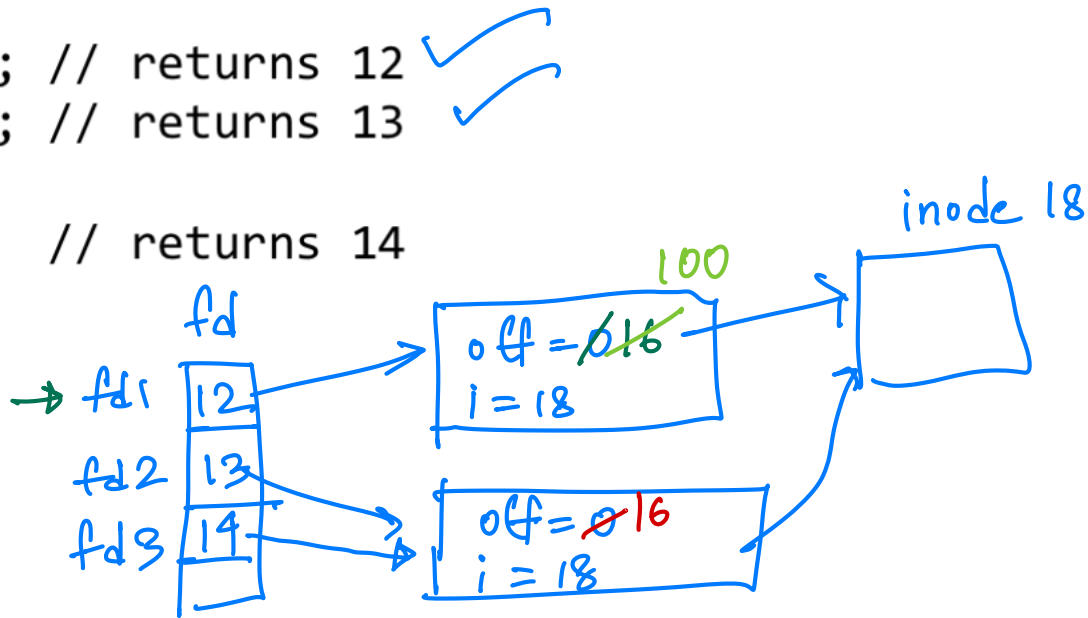 ; // returns 12
; // returns 13
// returns 14
inode 18
fd
100
off = 0 16
i = 18
fd1 12
fd2 13
fd3 14
off = 0 16
i = 18